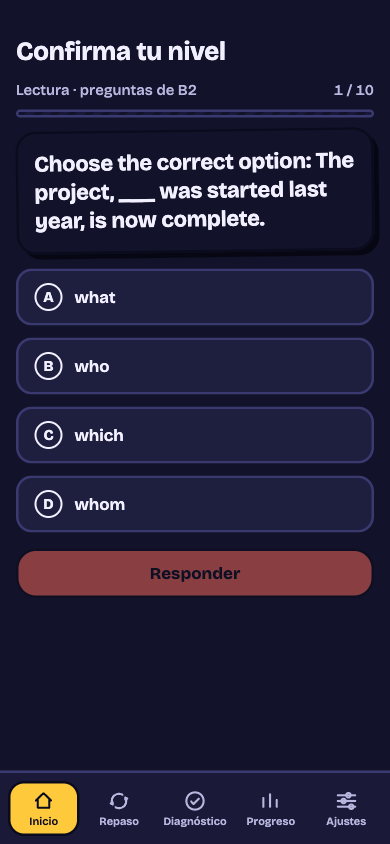 Confirma tu nivel
Lectura · preguntas de B2
1 / 10
Choose the correct option: The
project, ____ was started last
year, is now complete.
A what
B who
C which
D whom
Responder
Inicio
Repaso
Diagnóstico
Progreso
Ajustes